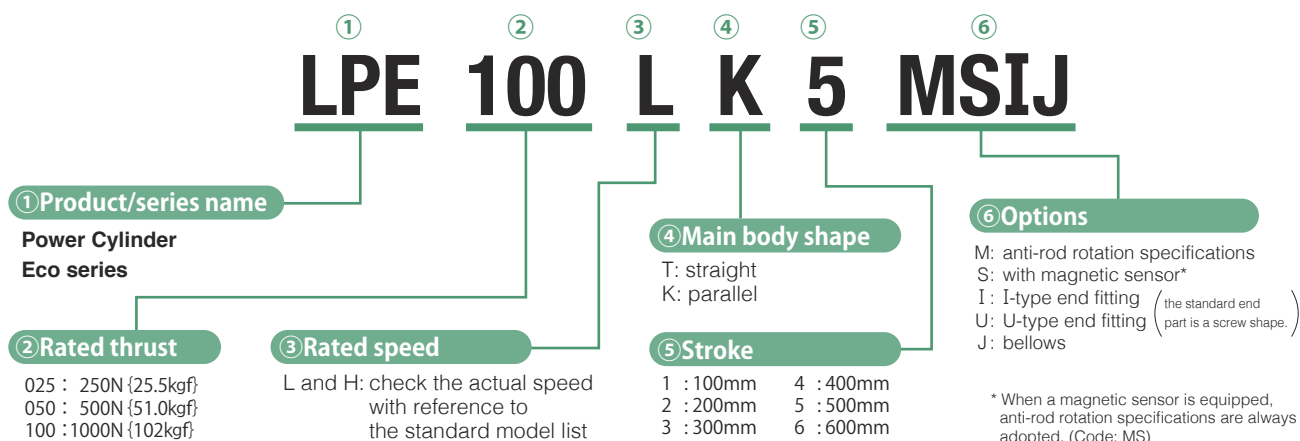 ① ② ③ ④ ⑤ ⑥
LPE 100 L K 5 MSIJ
①Product/series name
Power Cylinder
Eco series
②Rated thrust
025 : 250N {25.5kgf}
050 : 500N {51.0kgf}
100 : 1000N {102kgf}
③Rated speed
L and H: check the actual speed
with reference to
the standard model list
④Main body shape
T: straight
K: parallel
⑤Stroke
1 : 100mm 4 : 400mm
2 : 200mm 5 : 500mm
3 : 300mm 6 : 600mm
⑥Options
M: anti-rod rotation specifications
S: with magnetic sensor*
I : I-type end fitting (the standard end
U: U-type end fitting part is a screw shape.)
J: bellows
* When a magnetic sensor is equipped,
anti-rod rotation specifications are always
adopted. (Code: MS)